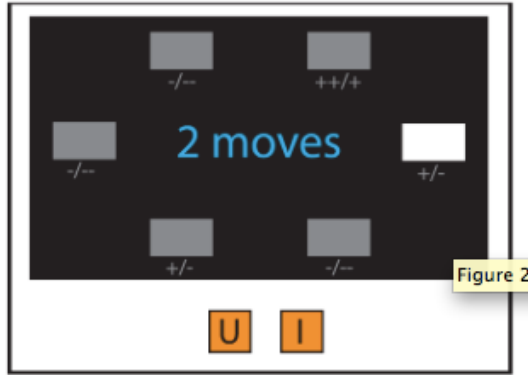 -/-- ++/+
2 moves
-/-- +/-
+/- -/--
Figure 2
U I